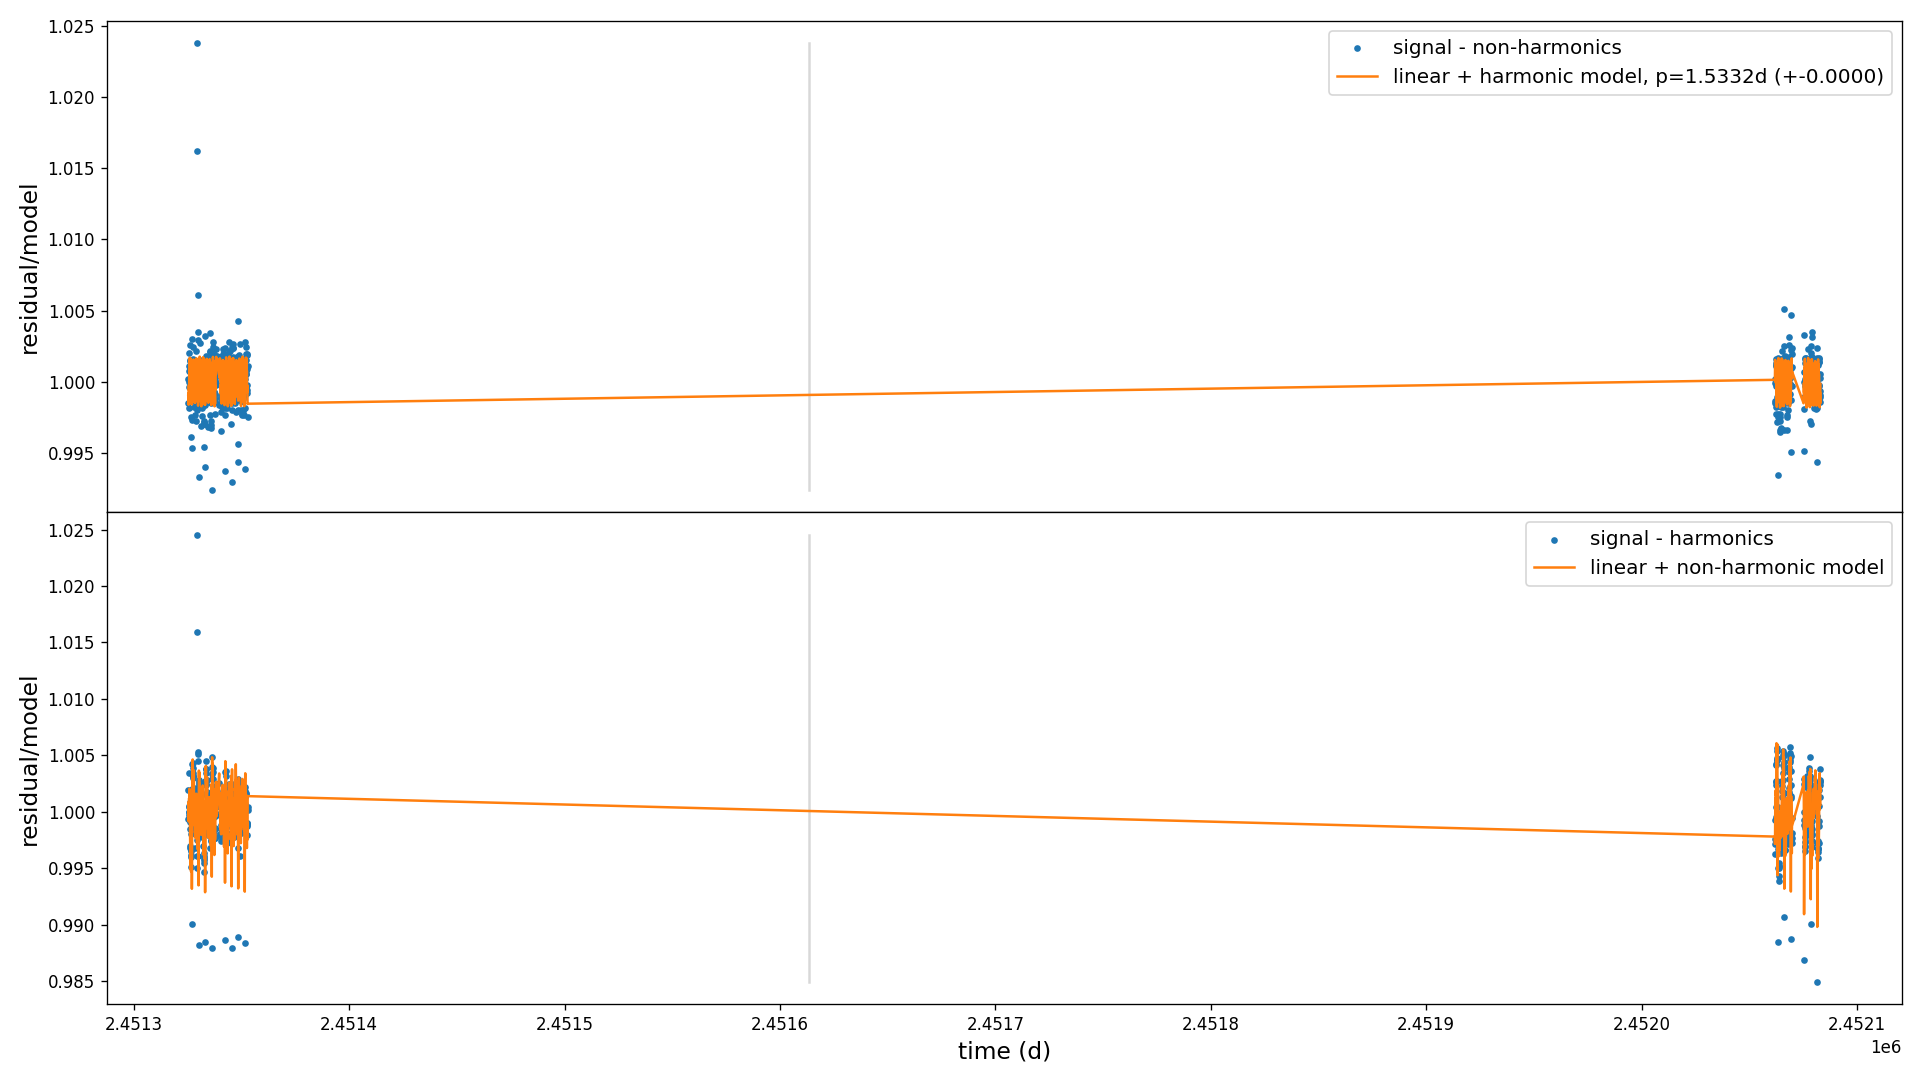 1.025
1.020
1.015
1.010
1.005
1.000
0.995
residual/model
signal - non-harmonics
linear + harmonic model, p=1.5332d (+-0.0000)
1.025
1.020
1.015
1.010
1.005
1.000
0.995
0.990
0.985
residual/model
signal - harmonics
linear + non-harmonic model
2.4513 2.4514 2.4515 2.4516 2.4517 2.4518 2.4519 2.4520 2.4521
1e6
time (d)